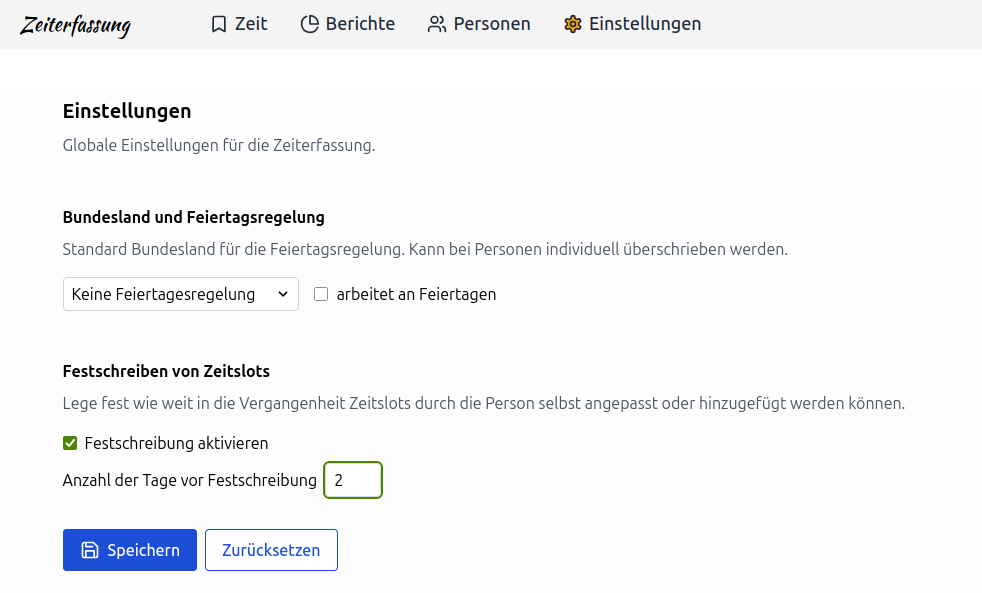 Zeiterfassung
Zeit
Berichte
Personen
Einstellungen
Einstellungen
Globale Einstellungen für die Zeiterfassung.
Bundesland und Feiertagsregelung
Standard Bundesland für die Feiertagsregelung. Kann bei Personen individuell überschrieben werden.
Keine Feiertagesregelung
arbeitet an Feiertagen
Festschreiben von Zeitslots
Lege fest wie weit in die Vergangenheit Zeitslots durch die Person selbst angepasst oder hinzugefügt werden können.
Festschreibung aktivieren
Anzahl der Tage vor Festschreibung 2
Speichern
Zurücksetzen